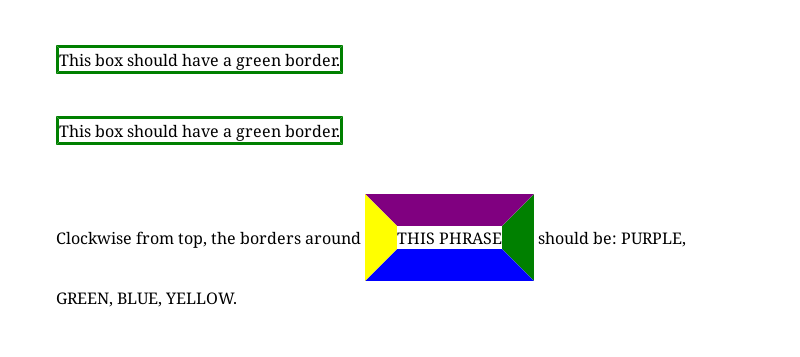 This box should have a green border.
This box should have a green border.
Clockwise from top, the borders around THIS PHRASE should be: PURPLE,
GREEN, BLUE, YELLOW.